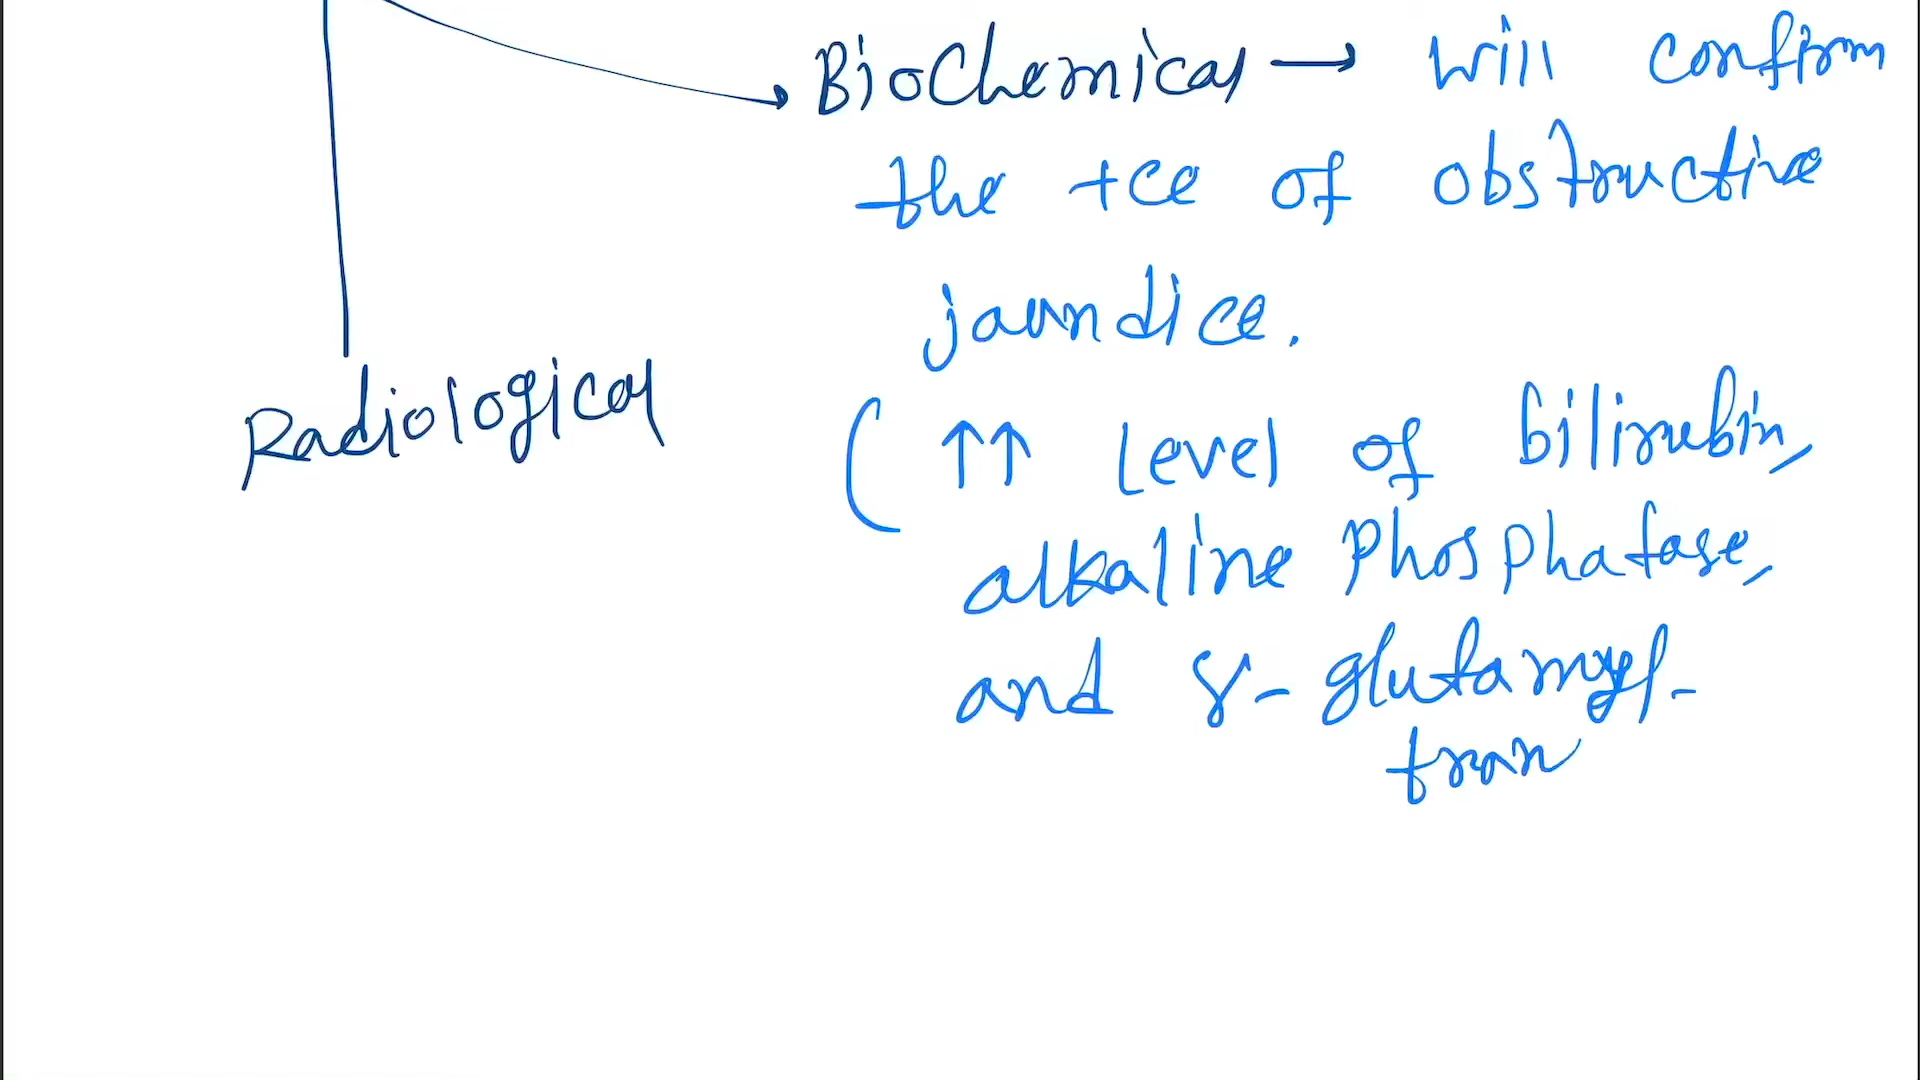 BioChemical → will confirm
the +ce of obstructive
jaundice.
Radiological
( ↑↑ level of bilirubin,
alkaline phosphatase,
and γ- glutamyl-
tran